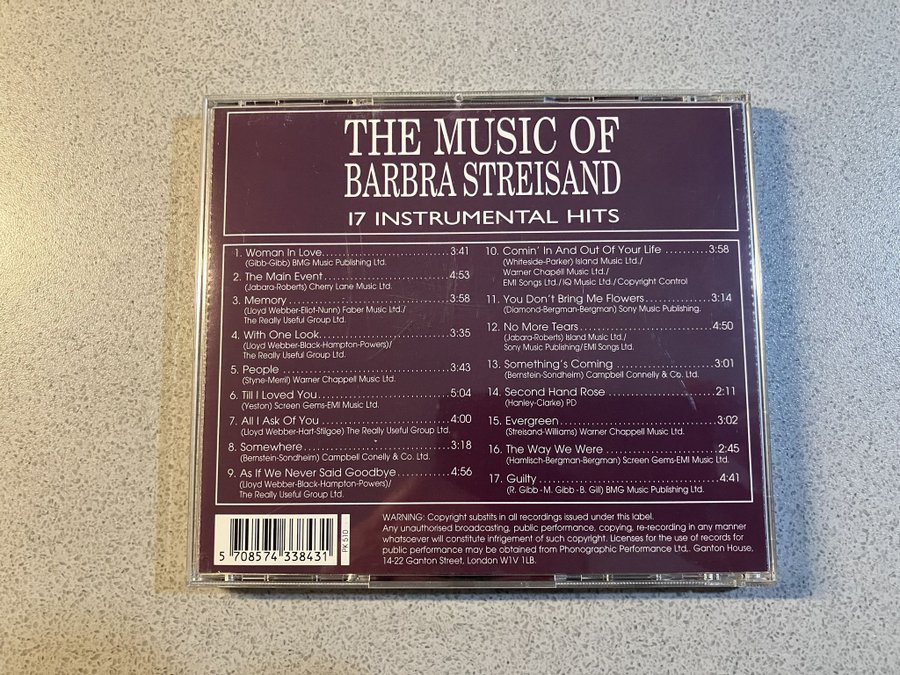 THE MUSIC OF
BARBRA STREISAND
17 INSTRUMENTAL HITS
1. Woman In Love.......................3:41
(Gibb-Gibb) BMG Music Publishing Ltd.
2. The Main Event.......................4:53
(Jabara-Roberts) Cherry Lane Music Ltd.
3. Memory.......................3:58
(Lloyd Webber-Eliot-Nunn) Faber Music Ltd./
The Really Useful Group Ltd.
4. With One Look.......................3:35
(Lloyd Webber-Black-Hampton-Powers)/
The Really Useful Group Ltd.
5. People.......................3:43
(Styne-Merril) Warner Chappell Music Ltd.
6. Till I Loved You.......................5:04
(Yeston) Screen Gems-EMI Music Ltd.
7. All I Ask Of You.......................4:00
(Lloyd Webber-Hart-Stilgoe) The Really Useful Group Ltd.
8. Somewhere.......................3:18
(Bernstein-Sondheim) Campbell Conelly & Co. Ltd.
9. As If We Never Said Goodbye.......................4:56
(Lloyd Webber-Black-Hampton-Powers)/
The Really Useful Group Ltd.
10. Comin' In And Out Of Your Life.......................3:58
(Whiteside-Parker) Island Music Ltd./
Warner Chapéll Music Ltd./
EMI Songs Ltd./IQ Music Ltd./Copyright Control
11. You Don't Bring Me Flowers.......................3:14
(Diamond-Bergman-Bergman) Sony Music Publishing.
12. No More Tears.......................4:50
(Jabara-Roberts) Island Music Ltd./
Sony Music Publishing/EMI Songs Ltd.
13. Something's Coming.......................3:01
(Bernstein-Sondheim) Campbell Connelly & Co. Ltd.
14. Second Hand Rose.......................2:11
(Hanley-Clarke) PD
15. Evergreen.......................3:02
(Streisand-Williams) Warner Chappell Music Ltd.
16. The Way We Were.......................2:45
(Hamlisch-Bergman-Bergman) Screen Gems-EMI Music Ltd.
17. Guilty.......................4:41
(R. Gibb - M. Gibb - B. Gill) BMG Music Publishing Ltd.
5 708574 338431
PK 510
WARNING: Copyright substits in all recordings issued under this label.
Any unauthorised broadcasting, public performance, copying, re-recording in any manner
whatsoever will constitute infrigement of such copyright. Licenses for the use of records for
public performance may be obtained from Phonographic Performance Ltd,. Ganton House,
14-22 Ganton Street, London W1V 1LB.